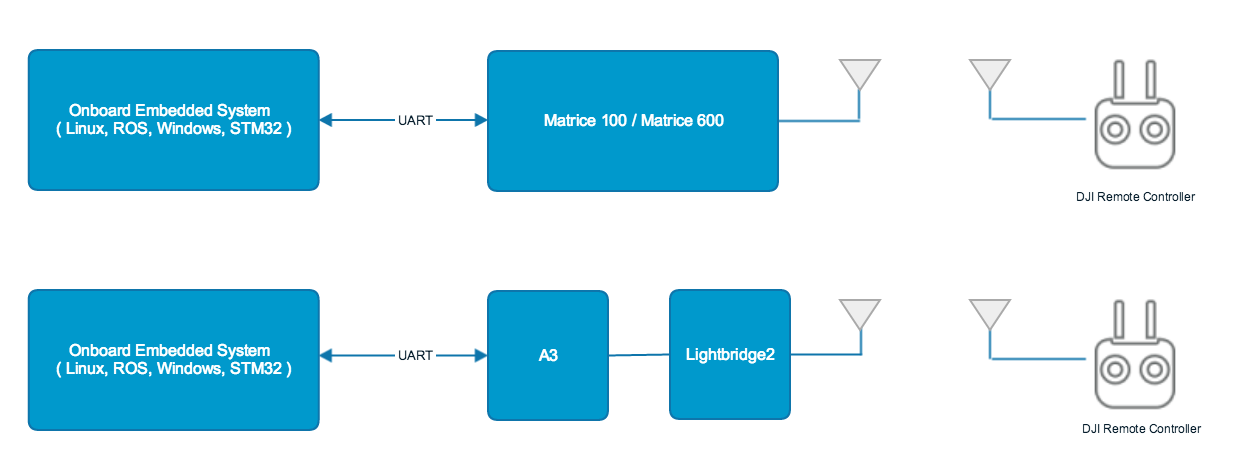 Onboard Embedded System
( Linux, ROS, Windows, STM32 )
UART
Matrice 100 / Matrice 600
DJI Remote Controller
Onboard Embedded System
( Linux, ROS, Windows, STM32 )
UART
A3
Lightbridge2
DJI Remote Controller